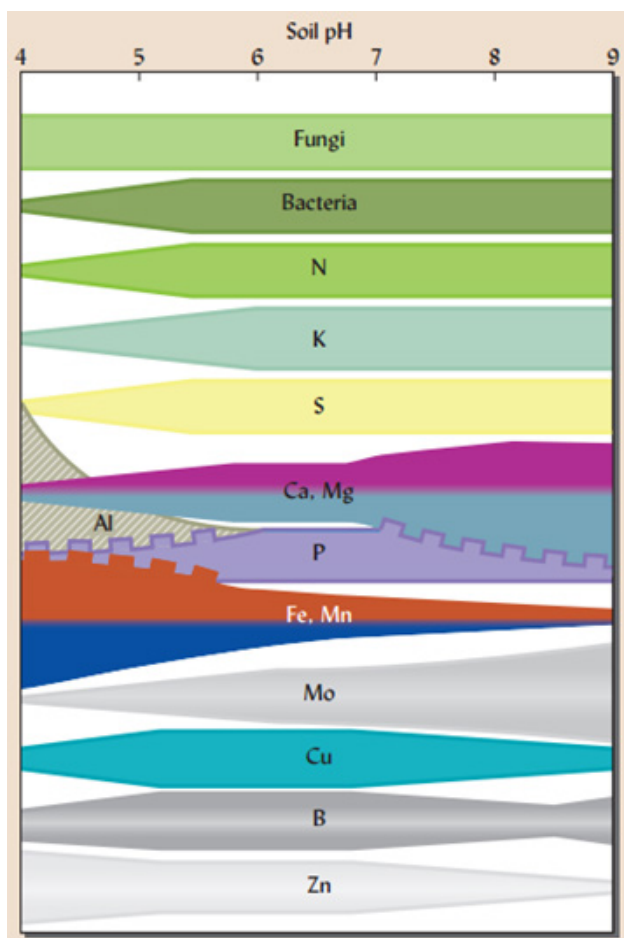 Soil pH
4 5 6 7 8 9
Fungi
Bacteria
N
K
S
Ca, Mg
Al
P
Fe, Mn
Mo
Cu
B
Zn